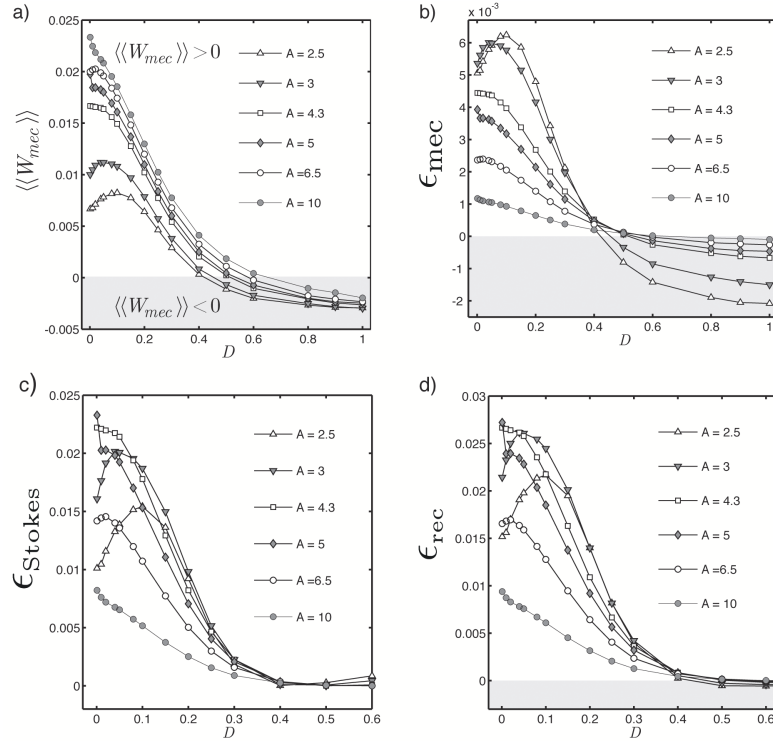 a)
⟨⟨W_mec⟩⟩
0.025
0.02
0.015
0.01
0.005
0
-0.005
⟨⟨W_mec⟩⟩>0
A = 2.5
A = 3
A = 4.3
A = 5
A =6.5
A = 10
⟨⟨W_mec⟩⟩<0
0
0.2
0.4
0.6
0.8
1
D
b)
x 10⁻³
ϵmec
6
5
4
3
2
1
0
-1
-2
A = 2.5
A = 3
A = 4.3
A = 5
A = 6.5
A = 10
0
0.2
0.4
0.6
0.8
1
D
c)
ϵStokes
0.025
0.02
0.015
0.01
0.005
0
A = 2.5
A = 3
A = 4.3
A = 5
A =6.5
A = 10
0
0.1
0.2
0.3
0.4
0.5
0.6
D
d)
ϵrec
0.03
0.025
0.02
0.015
0.01
0.005
0
A = 2.5
A = 3
A = 4.3
A = 5
A =6.5
A = 10
0
0.1
0.2
0.3
0.4
0.5
0.6
D